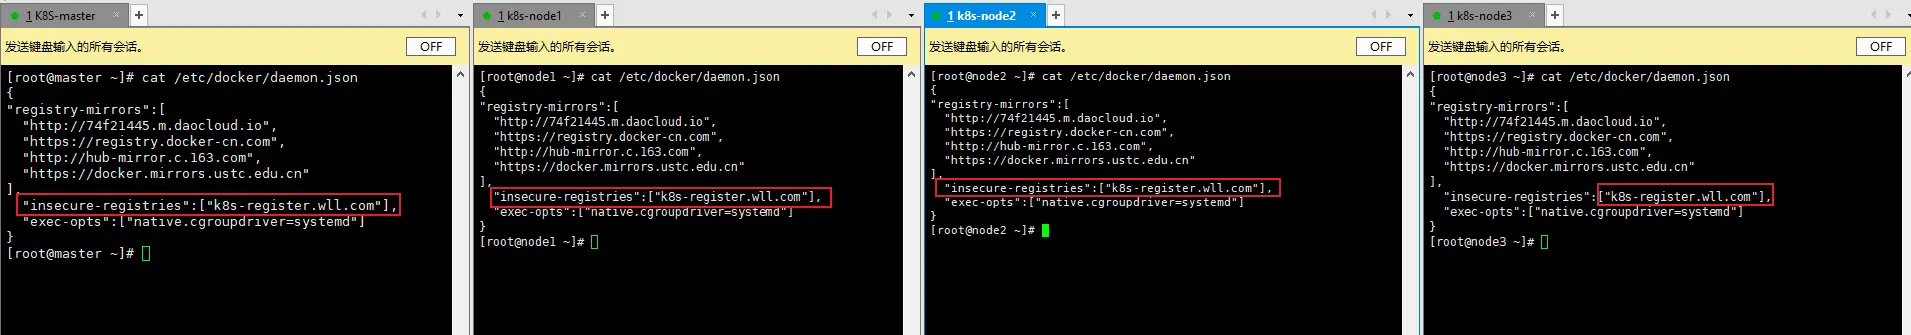 1 K8S-master × +
发送键盘输入的所有会话。 OFF
[root@master ~]# cat /etc/docker/daemon.json
{
"registry-mirrors":[
"http://74f21445.m.daocloud.io",
"https://registry.docker-cn.com",
"http://hub-mirror.c.163.com",
"https://docker.mirrors.ustc.edu.cn"
],
"insecure-registries":["k8s-register.wll.com"],
"exec-opts":["native.cgroupdriver=systemd"]
}
[root@master ~]#
1 k8s-node1 × +
发送键盘输入的所有会话。 OFF
[root@node1 ~]# cat /etc/docker/daemon.json
{
"registry-mirrors":[
"http://74f21445.m.daocloud.io",
"https://registry.docker-cn.com",
"http://hub-mirror.c.163.com",
"https://docker.mirrors.ustc.edu.cn"
],
"insecure-registries":["k8s-register.wll.com"],
"exec-opts":["native.cgroupdriver=systemd"]
}
[root@node1 ~]#
1 k8s-node2 × +
发送键盘输入的所有会话。 OFF
[root@node2 ~]# cat /etc/docker/daemon.json
{
"registry-mirrors":[
"http://74f21445.m.daocloud.io",
"https://registry.docker-cn.com",
"http://hub-mirror.c.163.com",
"https://docker.mirrors.ustc.edu.cn"
],
"insecure-registries":["k8s-register.wll.com"],
"exec-opts":["native.cgroupdriver=systemd"]
}
[root@node2 ~]#
1 k8s-node3 × +
发送键盘输入的所有会话。 OFF
[root@node3 ~]# cat /etc/docker/daemon.json
{
"registry-mirrors":[
"http://74f21445.m.daocloud.io",
"https://registry.docker-cn.com",
"http://hub-mirror.c.163.com",
"https://docker.mirrors.ustc.edu.cn"
],
"insecure-registries":["k8s-register.wll.com"],
"exec-opts":["native.cgroupdriver=systemd"]
}
[root@node3 ~]#